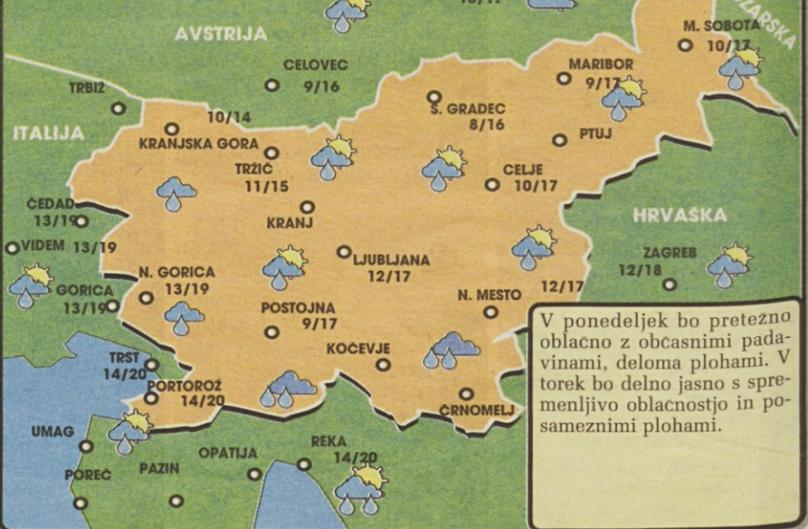 AVSTRIJA
M. SOBOTA
10/17
CELOVEC
9/16
MARIBOR
9/17
TRBIŽ
S. GRADEC
8/16
10/14
ITALIJA
KRANJSKA GORA
PTUJ
TRŽIČ
11/15
CELJE
10/17
ČEDAD
13/19
KRANJ
HRVAŠKA
VIDEM 13/19
LJUBLJANA
12/17
ZAGREB
12/18
N. GORICA
13/19
GORICA
13/19
12/17
N. MESTO
POSTOJNA
9/17
KOČEVJE
TRST
14/20
PORTOROŽ
14/20
ČRNOMELJ
UMAG
OPATIJA
REKA
14/20
POREČ
PAZIN
V ponedeljek bo pretežno
oblačno z občasnimi pada-
vinami, deloma plohami. V
torek bo delno jasno s spre-
menljivo oblačnostjo in po-
sameznimi plohami.